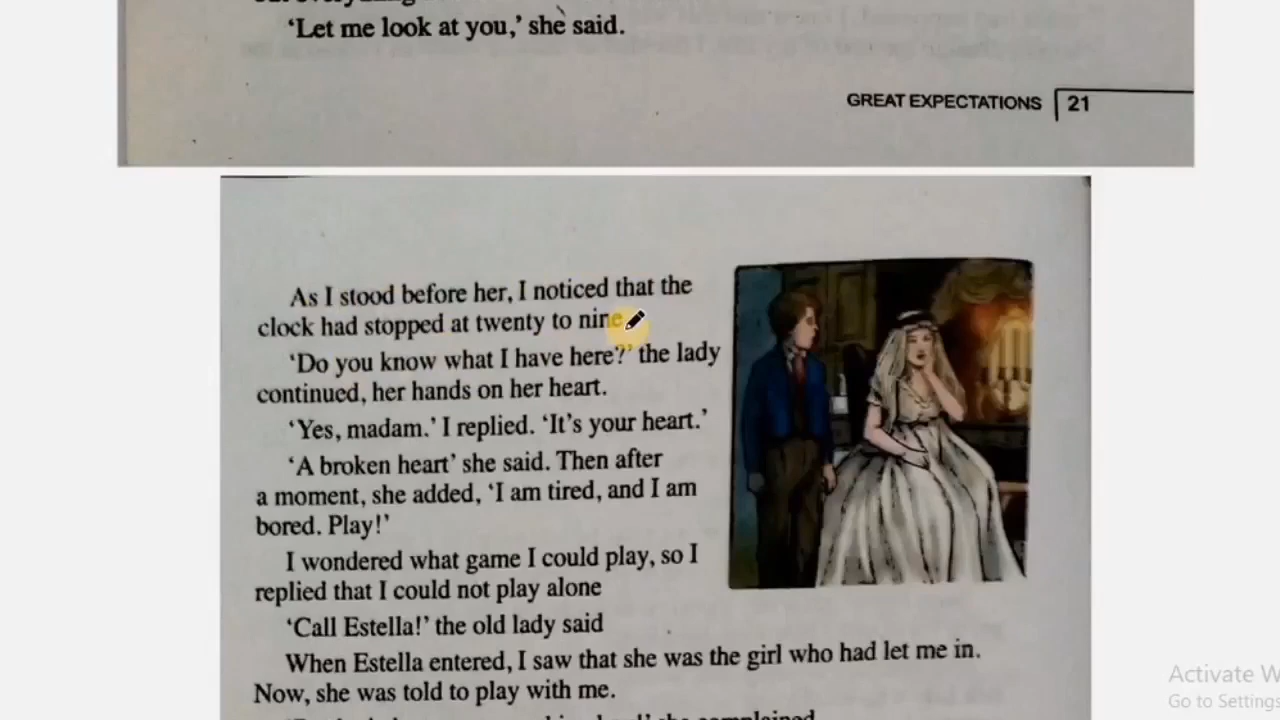 'Let me look at you,' she said.
GREAT EXPECTATIONS 21
As I stood before her, I noticed that the
clock had stopped at twenty to nine
'Do you know what I have here?' the lady
continued, her hands on her heart.
'Yes, madam.' I replied. 'It's your heart.'
'A broken heart' she said. Then after
a moment, she added, 'I am tired, and I am
bored. Play!'
I wondered what game I could play, so I
replied that I could not play alone
'Call Estella!' the old lady said
When Estella entered, I saw that she was the girl who had let me in.
Now, she was told to play with me.
she complained
Activate W
Go to Settings